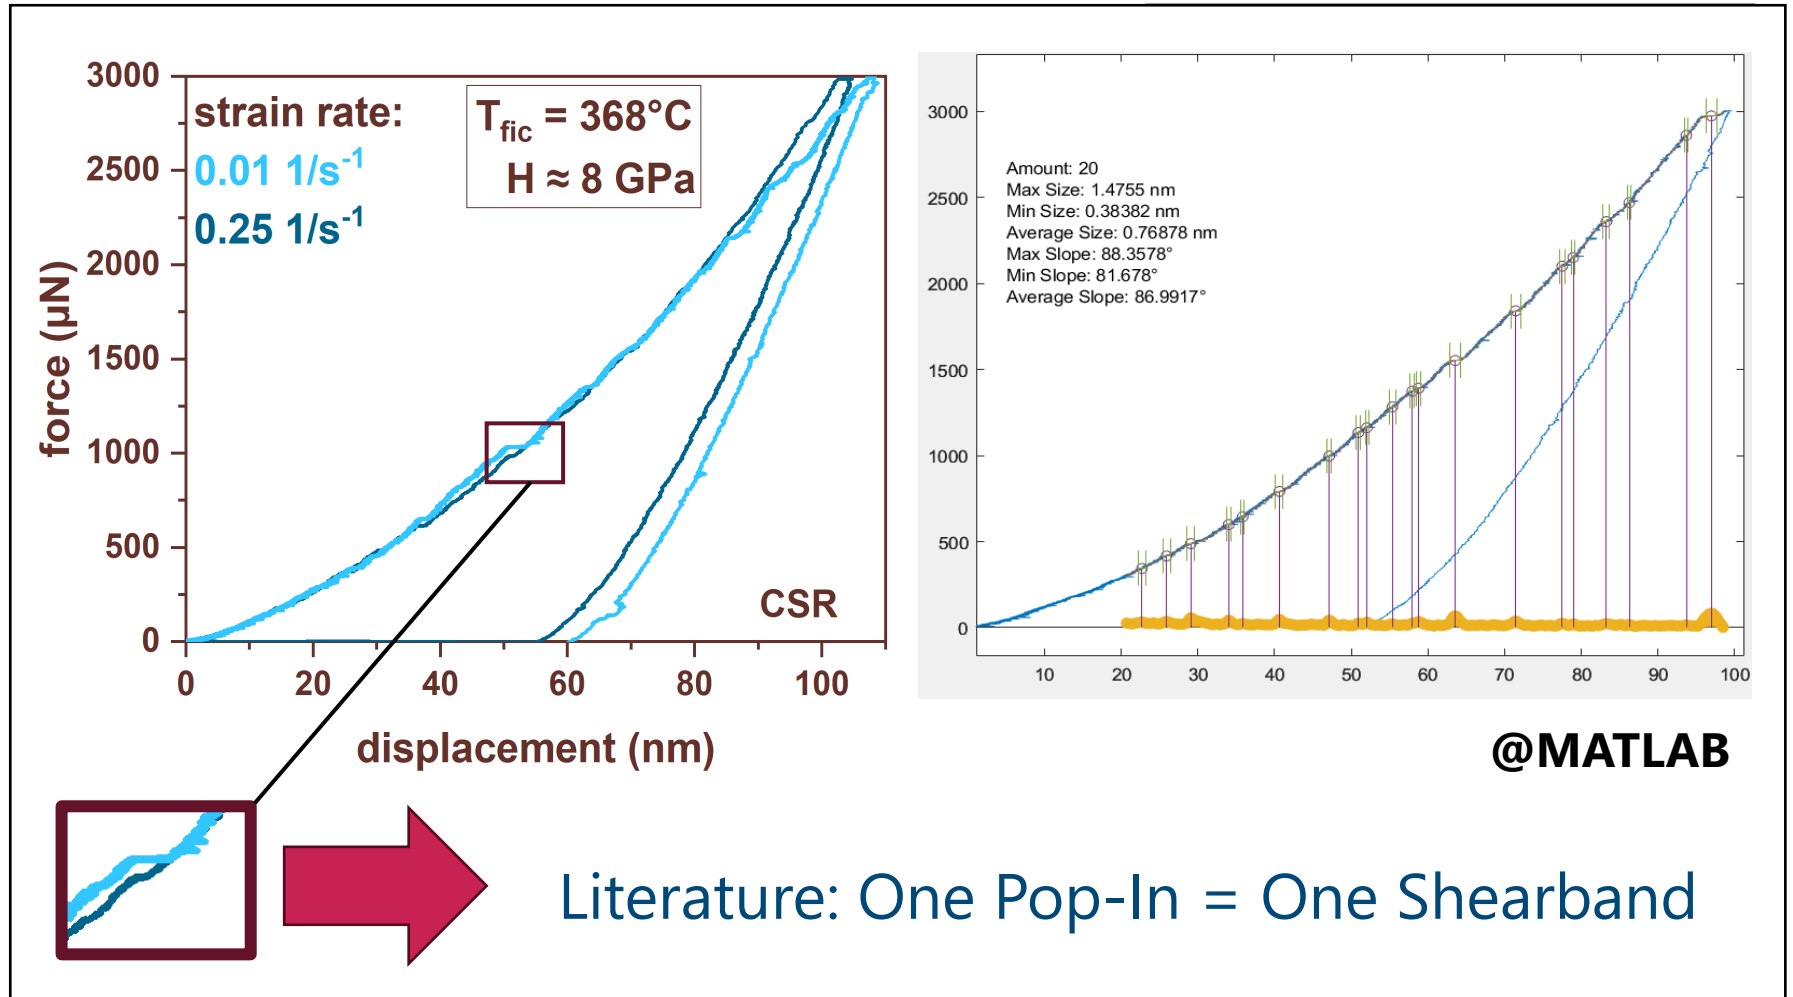 3000
2500
2000
1500
1000
500
0
force (µN)
strain rate:
0.01 1/s-1
0.25 1/s-1
Tfic = 368°C
H ≈ 8 GPa
CSR
0 20 40 60 80 100
displacement (nm)
3000
2500
2000
1500
1000
500
0
Amount: 20
Max Size: 1.4755 nm
Min Size: 0.38382 nm
Average Size: 0.76878 nm
Max Slope: 88.3578°
Min Slope: 81.678°
Average Slope: 86.9917°
10 20 30 40 50 60 70 80 90 100
@MATLAB
Literature: One Pop-In = One Shearband